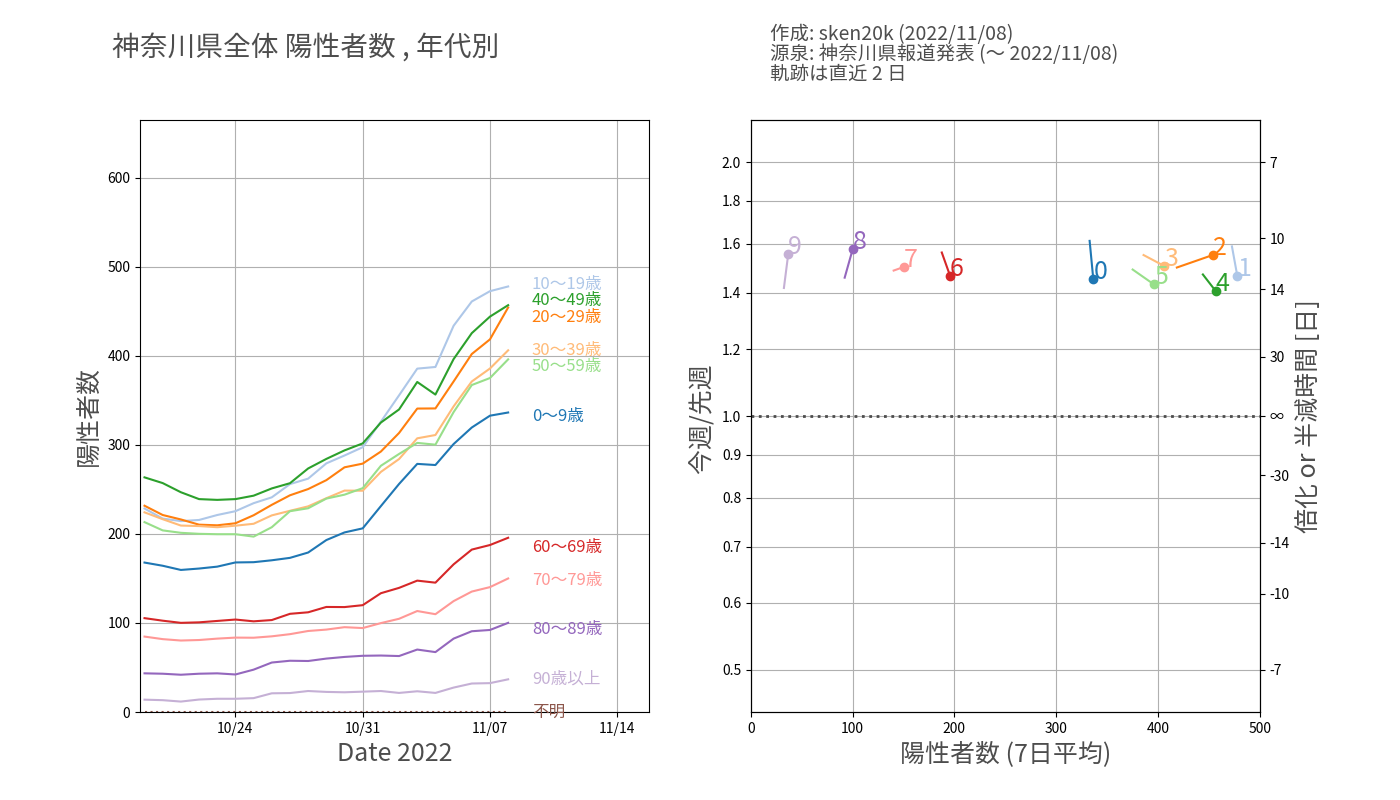 神奈川県全体 陽性者数 , 年代別
作成: sken20k (2022/11/08)
源泉: 神奈川県報道発表 (～ 2022/11/08)
軌跡は直近 2 日
陽性者数
600
500
400
300
200
100
0
10/24
10/31
11/07
11/14
Date 2022
10～19歳
40～49歳
20～29歳
30～39歳
50～59歳
0～9歳
60～69歳
70～79歳
80～89歳
90歳以上
不明
今週/先週
2.0
1.8
1.6
1.4
1.2
1.0
0.9
0.8
0.7
0.6
0.5
9
8
7
6
0
3
5
2
4
1
0
100
200
300
400
500
陽性者数 (7日平均)
7
10
14
30
∞
-30
-14
-10
-7
倍化 or 半減時間 [日]